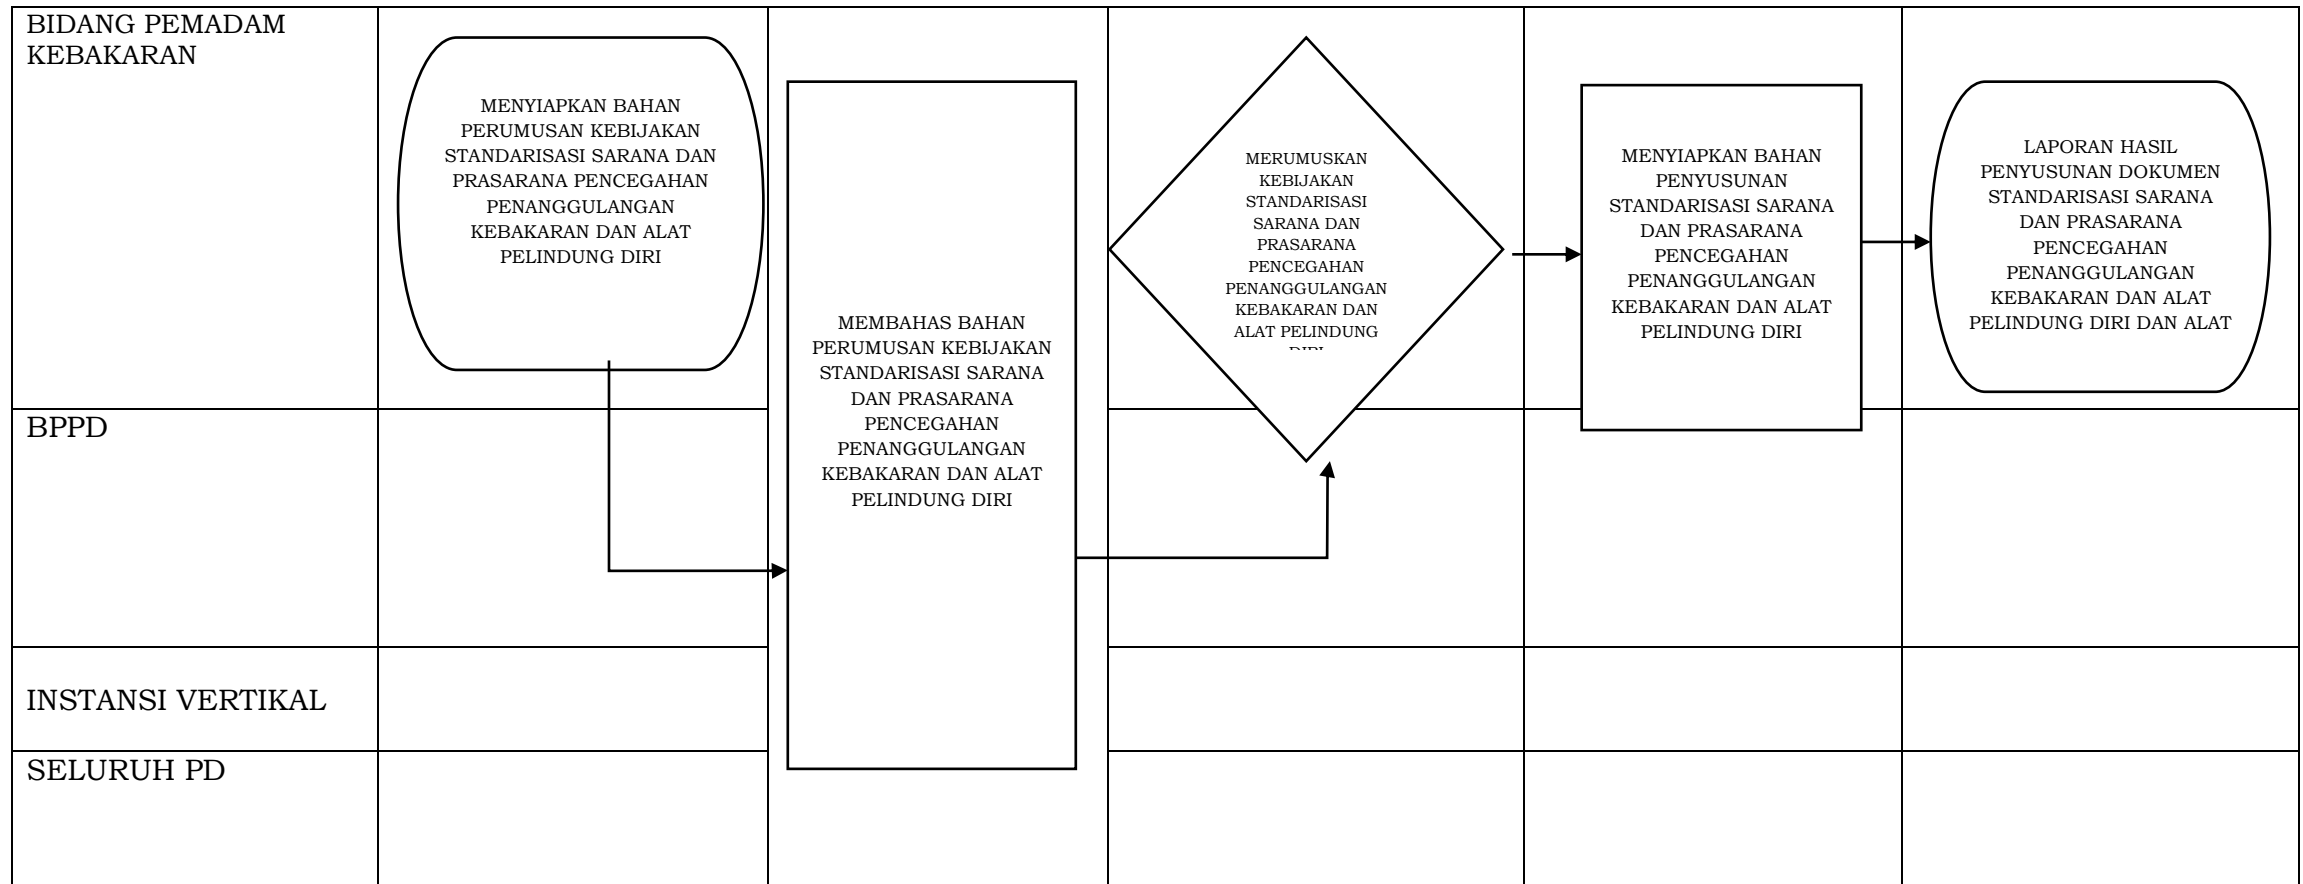 BIDANG PEMADAM
KEBAKARAN
MENYIAPKAN BAHAN
PERUMUSAN KEBIJAKAN
STANDARISASI SARANA DAN
PRASARANA PENCEGAHAN
PENANGGULANGAN
KEBAKARAN DAN ALAT
PELINDUNG DIRI
MEMBAHAS BAHAN
PERUMUSAN KEBIJAKAN
STANDARISASI SARANA
DAN PRASARANA
PENCEGAHAN
PENANGGULANGAN
KEBAKARAN DAN ALAT
PELINDUNG DIRI
MERUMUSKAN
KEBIJAKAN
STANDARISASI
SARANA DAN
PRASARANA
PENCEGAHAN
PENANGGULANGAN
KEBAKARAN DAN
ALAT PELINDUNG
MENYIAPKAN BAHAN
PENYUSUNAN
STANDARISASI SARANA
DAN PRASARANA
PENCEGAHAN
PENANGGULANGAN
KEBAKARAN DAN ALAT
PELINDUNG DIRI
LAPORAN HASIL
PENYUSUNAN DOKUMEN
STANDARISASI SARANA
DAN PRASARANA
PENCEGAHAN
PENANGGULANGAN
KEBAKARAN DAN ALAT
PELINDUNG DIRI DAN ALAT
BPPD
INSTANSI VERTIKAL
SELURUH PD